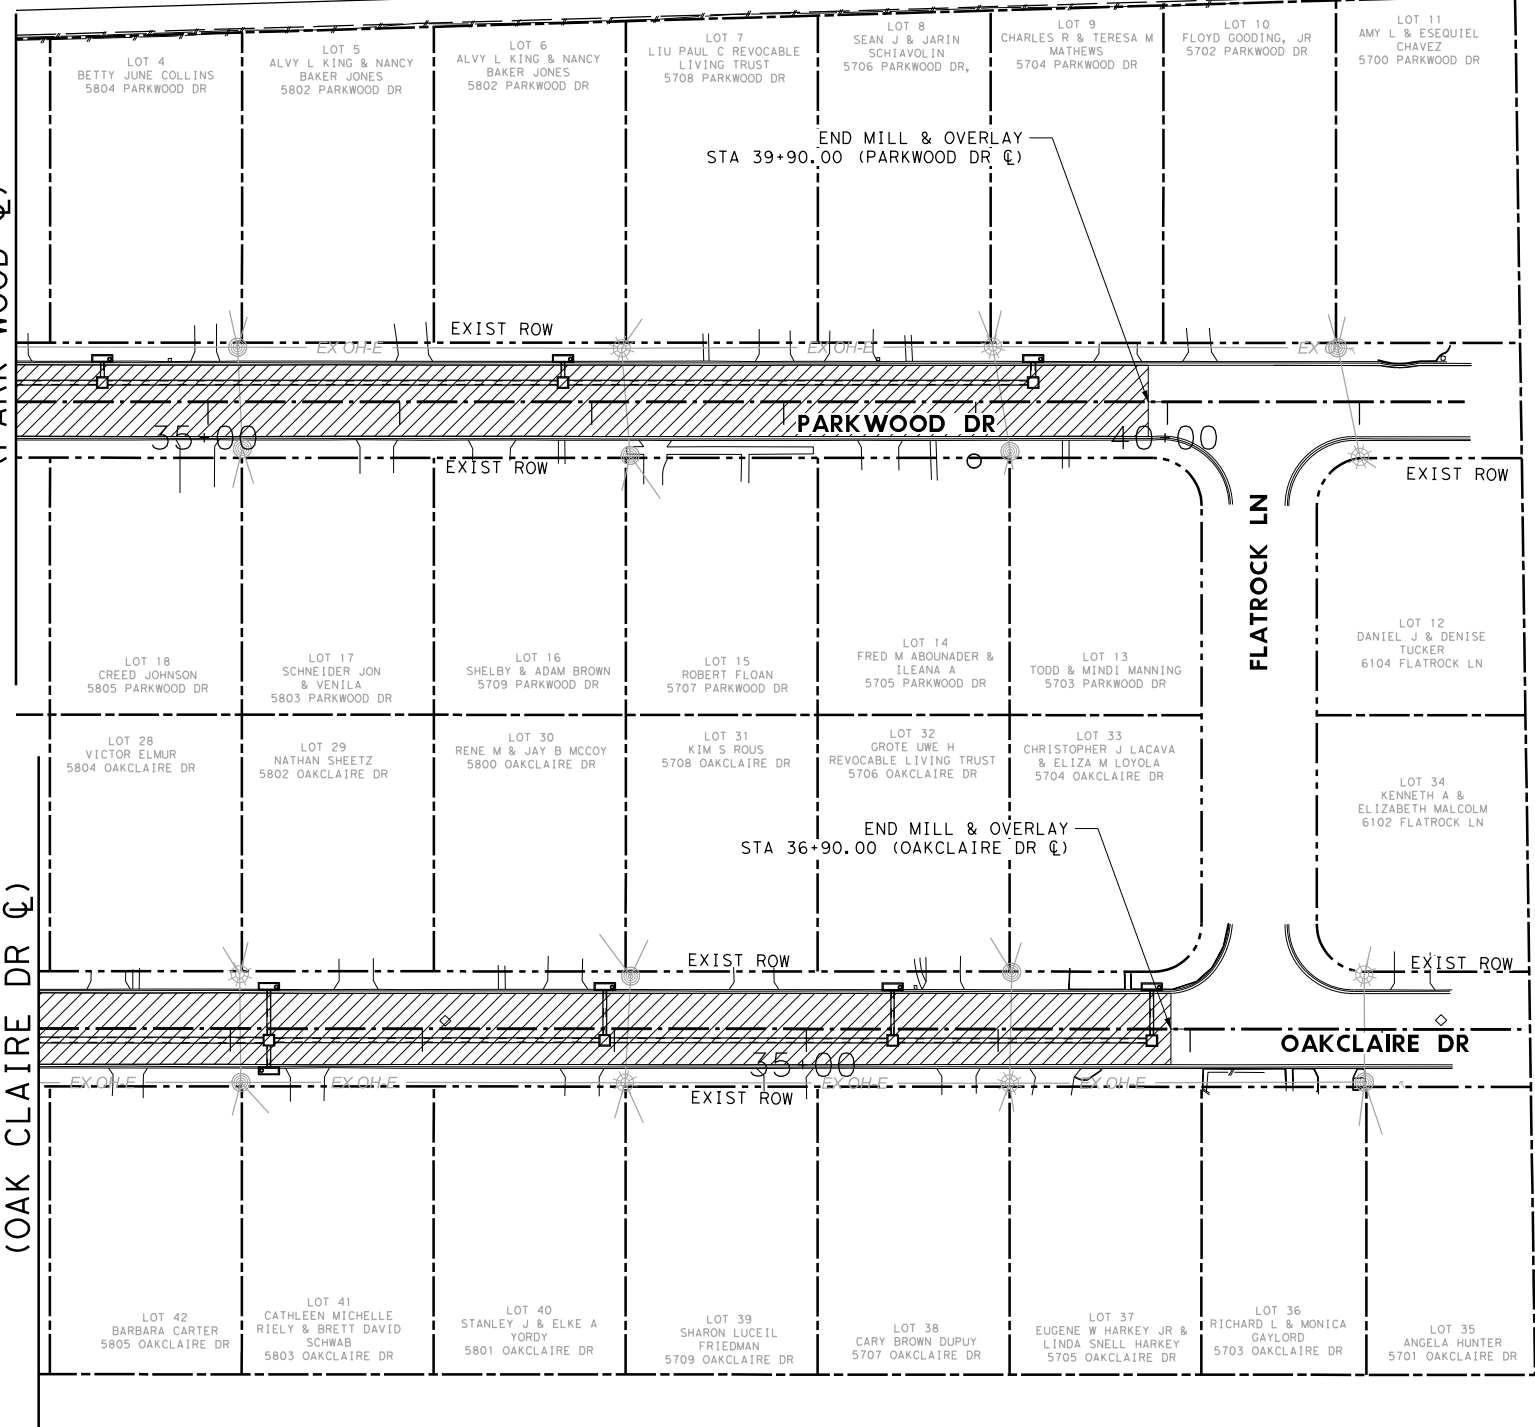 LOT 4
BETTY JUNE COLLINS
5804 PARKWOOD DR
LOT 5
ALVY L KING & NANCY
BAKER JONES
5802 PARKWOOD DR
LOT 6
ALVY L KING & NANCY
BAKER JONES
5802 PARKWOOD DR
LOT 7
LIU PAUL C REVOCABLE
LIVING TRUST
5708 PARKWOOD DR
LOT 8
SEAN J & JARIN
SCHIAVOLIN
5706 PARKWOOD DR,
LOT 9
CHARLES R & TERESA M
MATHEWS
5704 PARKWOOD DR
LOT 10
FLOYD GOODING, JR
5702 PARKWOOD DR
LOT 11
AMY L & ESEQUIEL
CHAVEZ
5700 PARKWOOD DR
END MILL & OVERLAY
STA 39+90.00 (PARKWOOD DR ℄)
EXIST ROW
EX OH-E
EX OH-E
PARKWOOD DR
35+00
40+00
EXIST ROW
EXIST ROW
FLATROCK LN
LOT 18
CREED JOHNSON
5805 PARKWOOD DR
LOT 17
SCHNEIDER JON
& VENILA
5803 PARKWOOD DR
LOT 16
SHELBY & ADAM BROWN
5709 PARKWOOD DR
LOT 15
ROBERT FLOAN
5707 PARKWOOD DR
LOT 14
FRED M ABOUNADER &
ILEANA A
5705 PARKWOOD DR
LOT 13
TODD & MINDI MANNING
5703 PARKWOOD DR
LOT 12
DANIEL J & DENISE
TUCKER
6104 FLATROCK LN
LOT 28
VICTOR ELMUR
5804 OAKCLAIRE DR
LOT 29
NATHAN SHEETZ
5802 OAKCLAIRE DR
LOT 30
RENE M & JAY B MCCOY
5800 OAKCLAIRE DR
LOT 31
KIM S ROUS
5708 OAKCLAIRE DR
LOT 32
GROTE UWE H
REVOCABLE LIVING TRUST
5706 OAKCLAIRE DR
LOT 33
CHRISTOPHER J LACAVA
& ELIZA M LOYOLA
5704 OAKCLAIRE DR
LOT 34
KENNETH A &
ELIZABETH MALCOLM
6102 FLATROCK LN
END MILL & OVERLAY
STA 36+90.00 (OAKCLAIRE DR ℄)
(OAK CLAIRE DR ℄)
EXIST ROW
EXIST ROW
OAKCLAIRE DR
35+00
EX OH-E
EX OH-E
EX OH-E
EX OH-E
EXIST ROW
LOT 42
BARBARA CARTER
5805 OAKCLAIRE DR
LOT 41
CATHLEEN MICHELLE
RIELY & BRETT DAVID
SCHWAB
5803 OAKCLAIRE DR
LOT 40
STANLEY J & ELKE A
YORDY
5801 OAKCLAIRE DR
LOT 39
SHARON LUCEIL
FRIEDMAN
5709 OAKCLAIRE DR
LOT 38
CARY BROWN DUPUY
5707 OAKCLAIRE DR
LOT 37
EUGENE W HARKEY JR &
LINDA SNELL HARKEY
5705 OAKCLAIRE DR
LOT 36
RICHARD L & MONICA
GAYLORD
5703 OAKCLAIRE DR
LOT 35
ANGELA HUNTER
5701 OAKCLAIRE DR